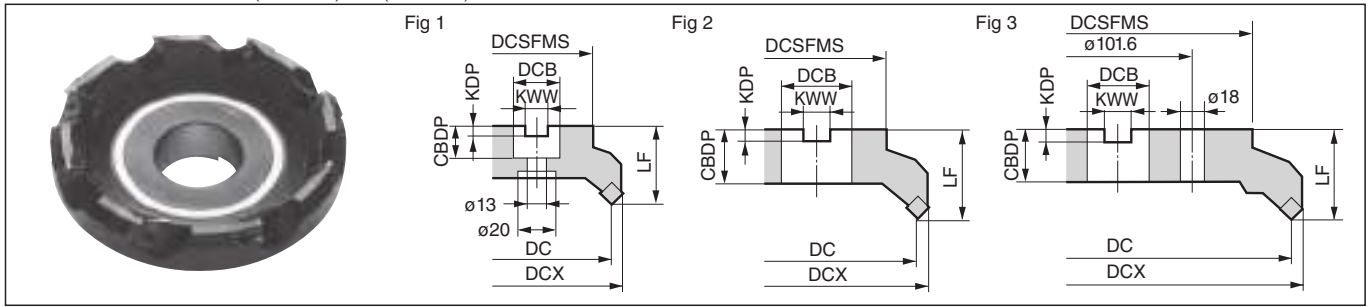 Fig 1
DCSFMS
DCB
KWW
KDP
CBDP
LF
ø13
ø20
DC
DCX
Fig 2
DCSFMS
DCB
KWW
KDP
CBDP
LF
DC
DCX
Fig 3
DCSFMS
ø101.6
DCB
KWW
ø18
KDP
CBDP
LF
DC
DCX